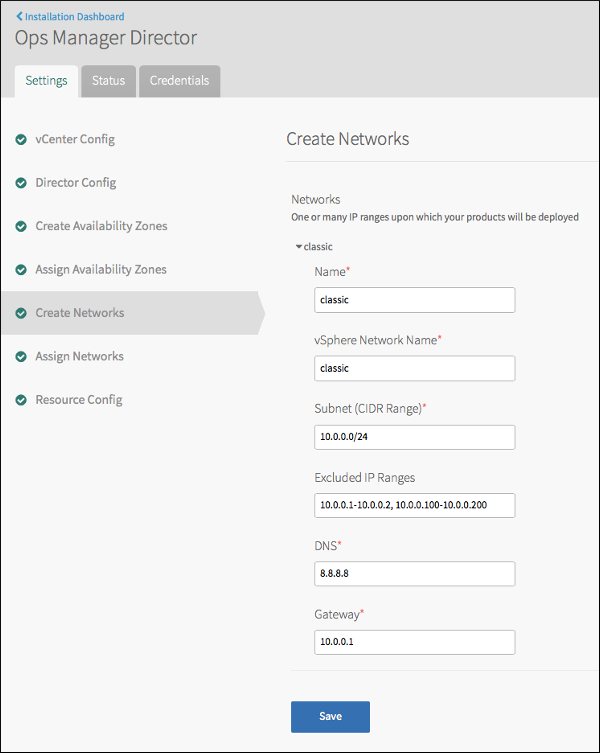 Installation Dashboard
Ops Manager Director
Settings
Status
Credentials
vCenter Config
Director Config
Create Availability Zones
Assign Availability Zones
Create Networks
Assign Networks
Resource Config
Create Networks
Networks
One or many IP ranges upon which your products will be deployed
classic
Name*
classic
vSphere Network Name*
classic
Subnet (CIDR Range)*
10.0.0.0/24
Excluded IP Ranges
10.0.0.1-10.0.0.2, 10.0.0.100-10.0.0.200
DNS*
8.8.8.8
Gateway*
10.0.0.1
Save